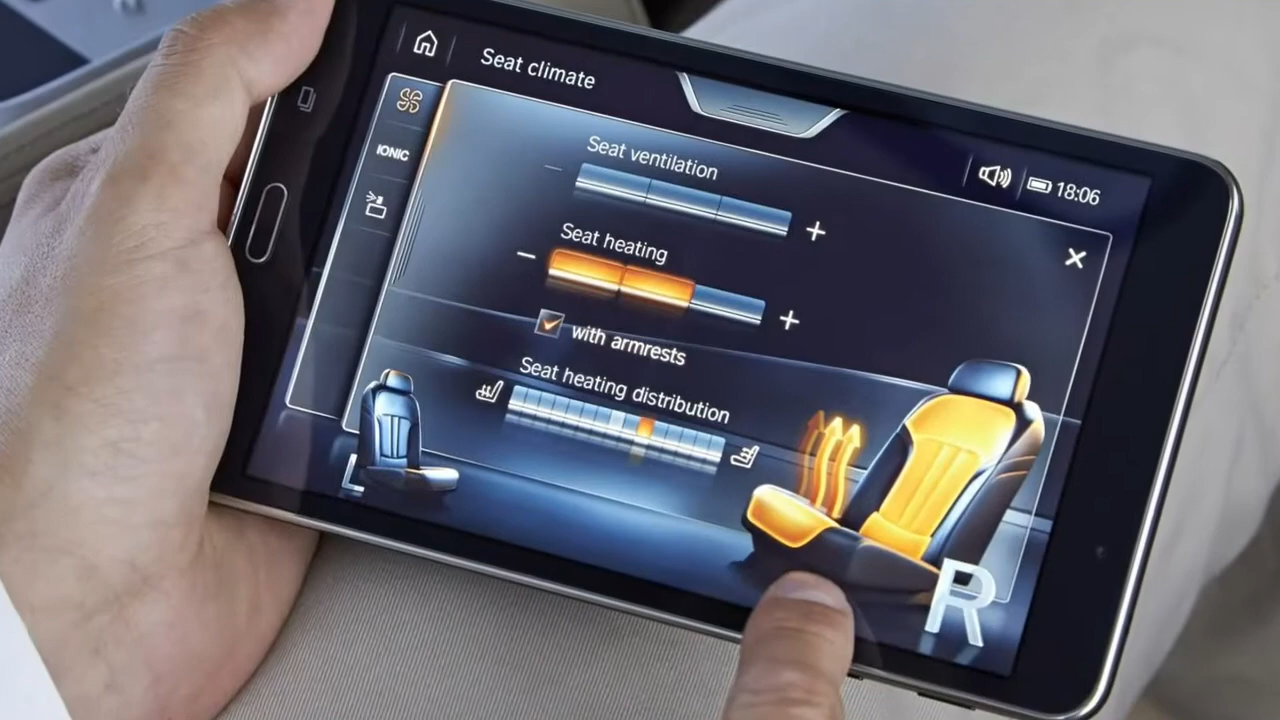 Seat climate
18:06
IONIC
Seat ventilation
− +
Seat heating
− +
with armrests
Seat heating distribution
L
R